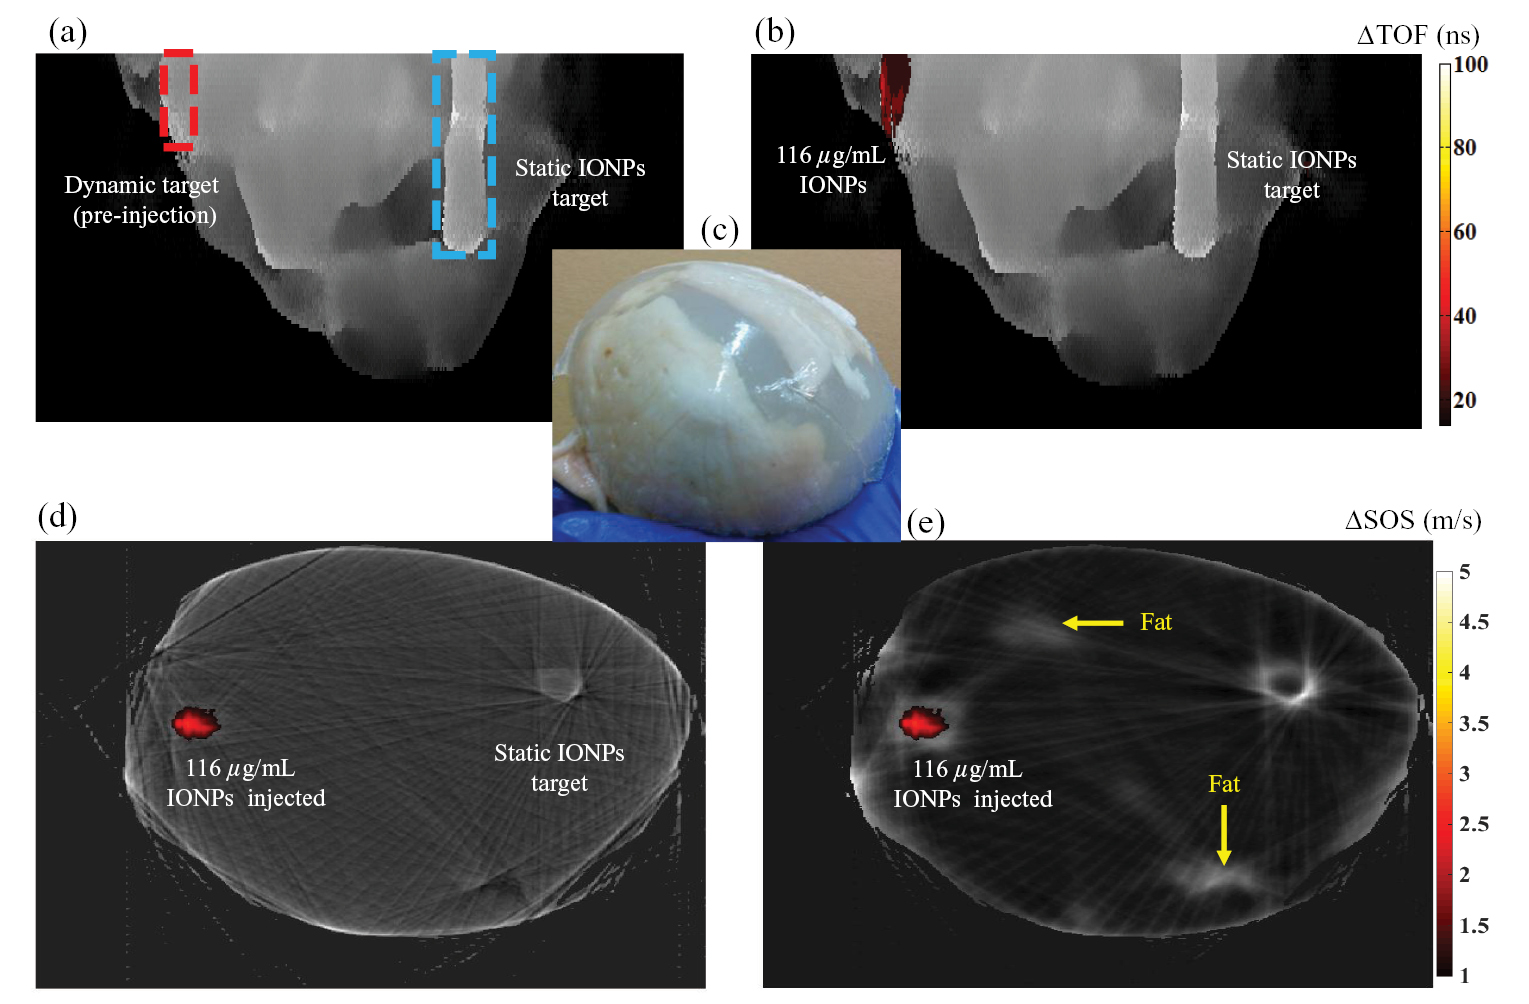 (a)
Dynamic target
(pre-injection)
Static IONPs
target
(b)
116 µg/mL
IONPs
Static IONPs
target
ΔTOF (ns)
100
80
60
40
20
(c)
(d)
116 µg/mL
IONPs injected
Static IONPs
target
(e)
Fat
116 µg/mL
IONPs injected
Fat
ΔSOS (m/s)
5
4.5
4
3.5
3
2.5
2
1.5
1